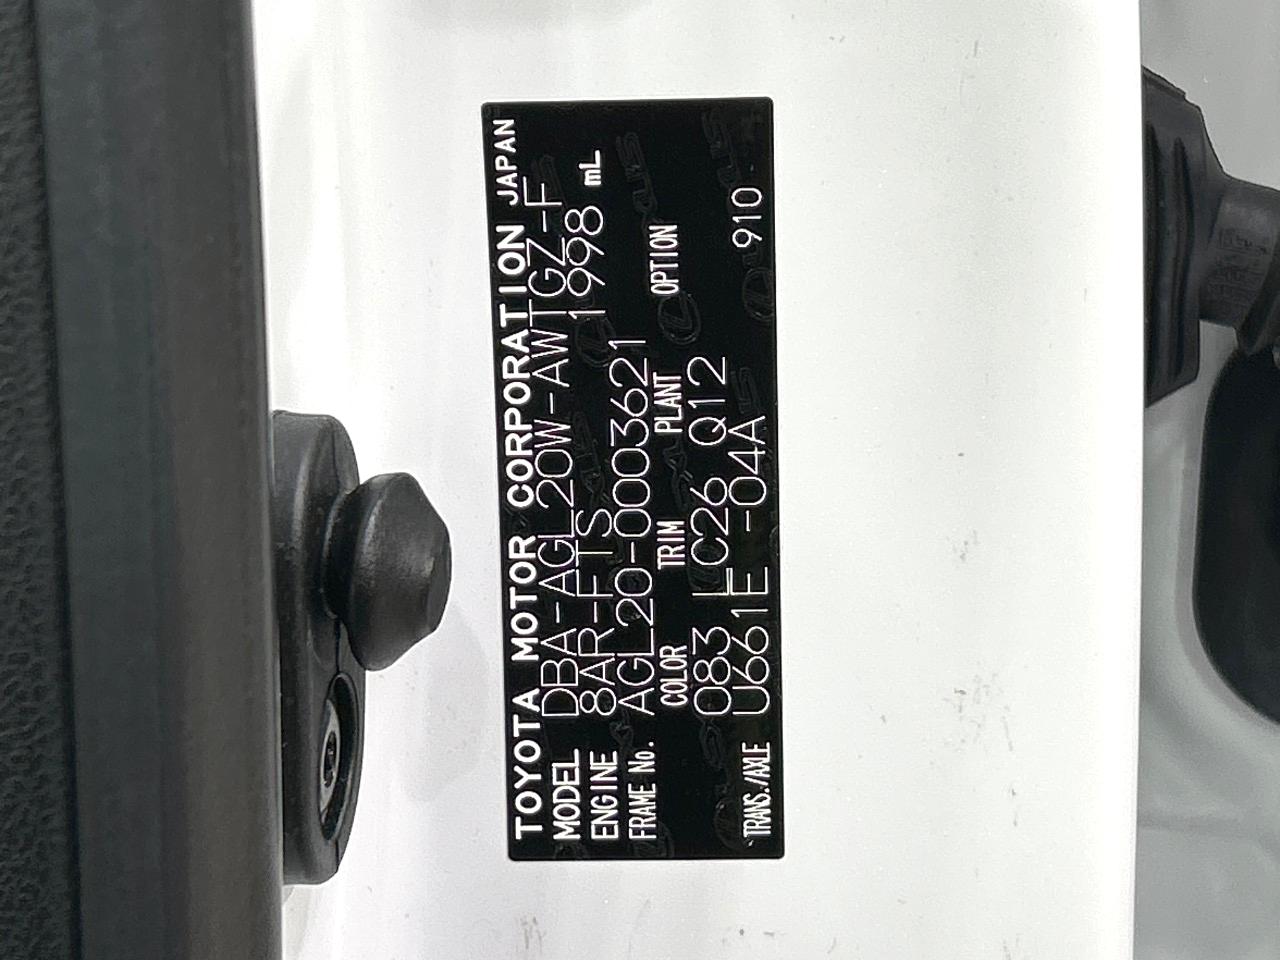 TOYOTA MOTOR CORPORATION JAPAN
MODEL DBA-AGL20W-AWTGZ-F
ENGINE 8AR-FTS 1998 mL
FRAME No. AGL20-0003621
COLOR TRIM PLANT OPTION
083 LC26 Q12
TRANS./AXLE U661E -04A 910